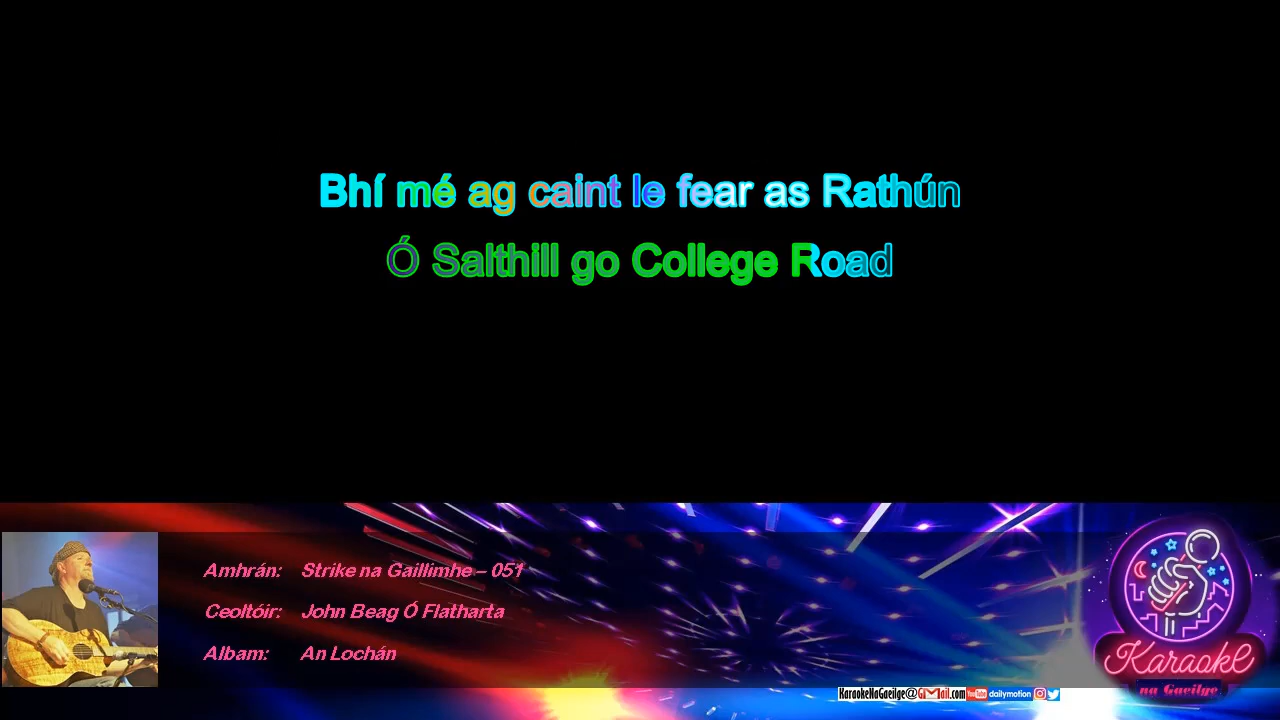 Bhí mé ag caint le fear as Rathún
Ó Salthill go College Road
Amhrán: Strike na Gaillimhe – 051
Ceoltóir: John Beag Ó Flatharta
Albam: An Lochán
KaraokeNaGaeilge@GMail.com YouTube dailymotion
Karaoke
na Gaeilge